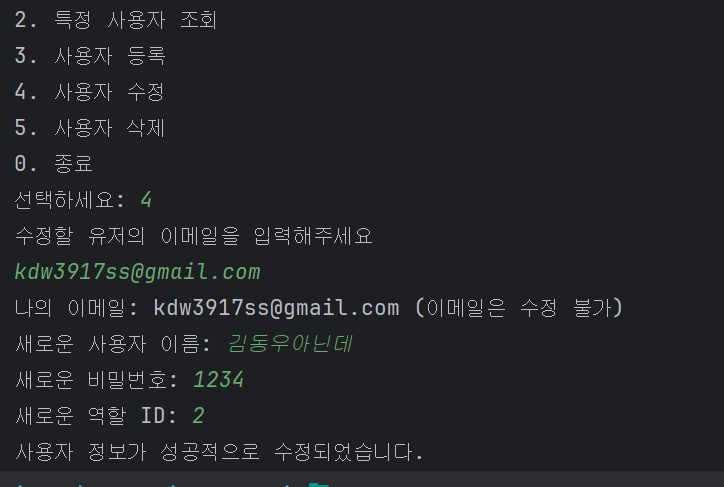 2. 특정 사용자 조회
3. 사용자 등록
4. 사용자 수정
5. 사용자 삭제
0. 종료
선택하세요: 4
수정할 유저의 이메일을 입력해주세요
kdw3917ss@gmail.com
나의 이메일: kdw3917ss@gmail.com (이메일은 수정 불가)
새로운 사용자 이름: 김동우아닌데
새로운 비밀번호: 1234
새로운 역할 ID: 2
사용자 정보가 성공적으로 수정되었습니다.